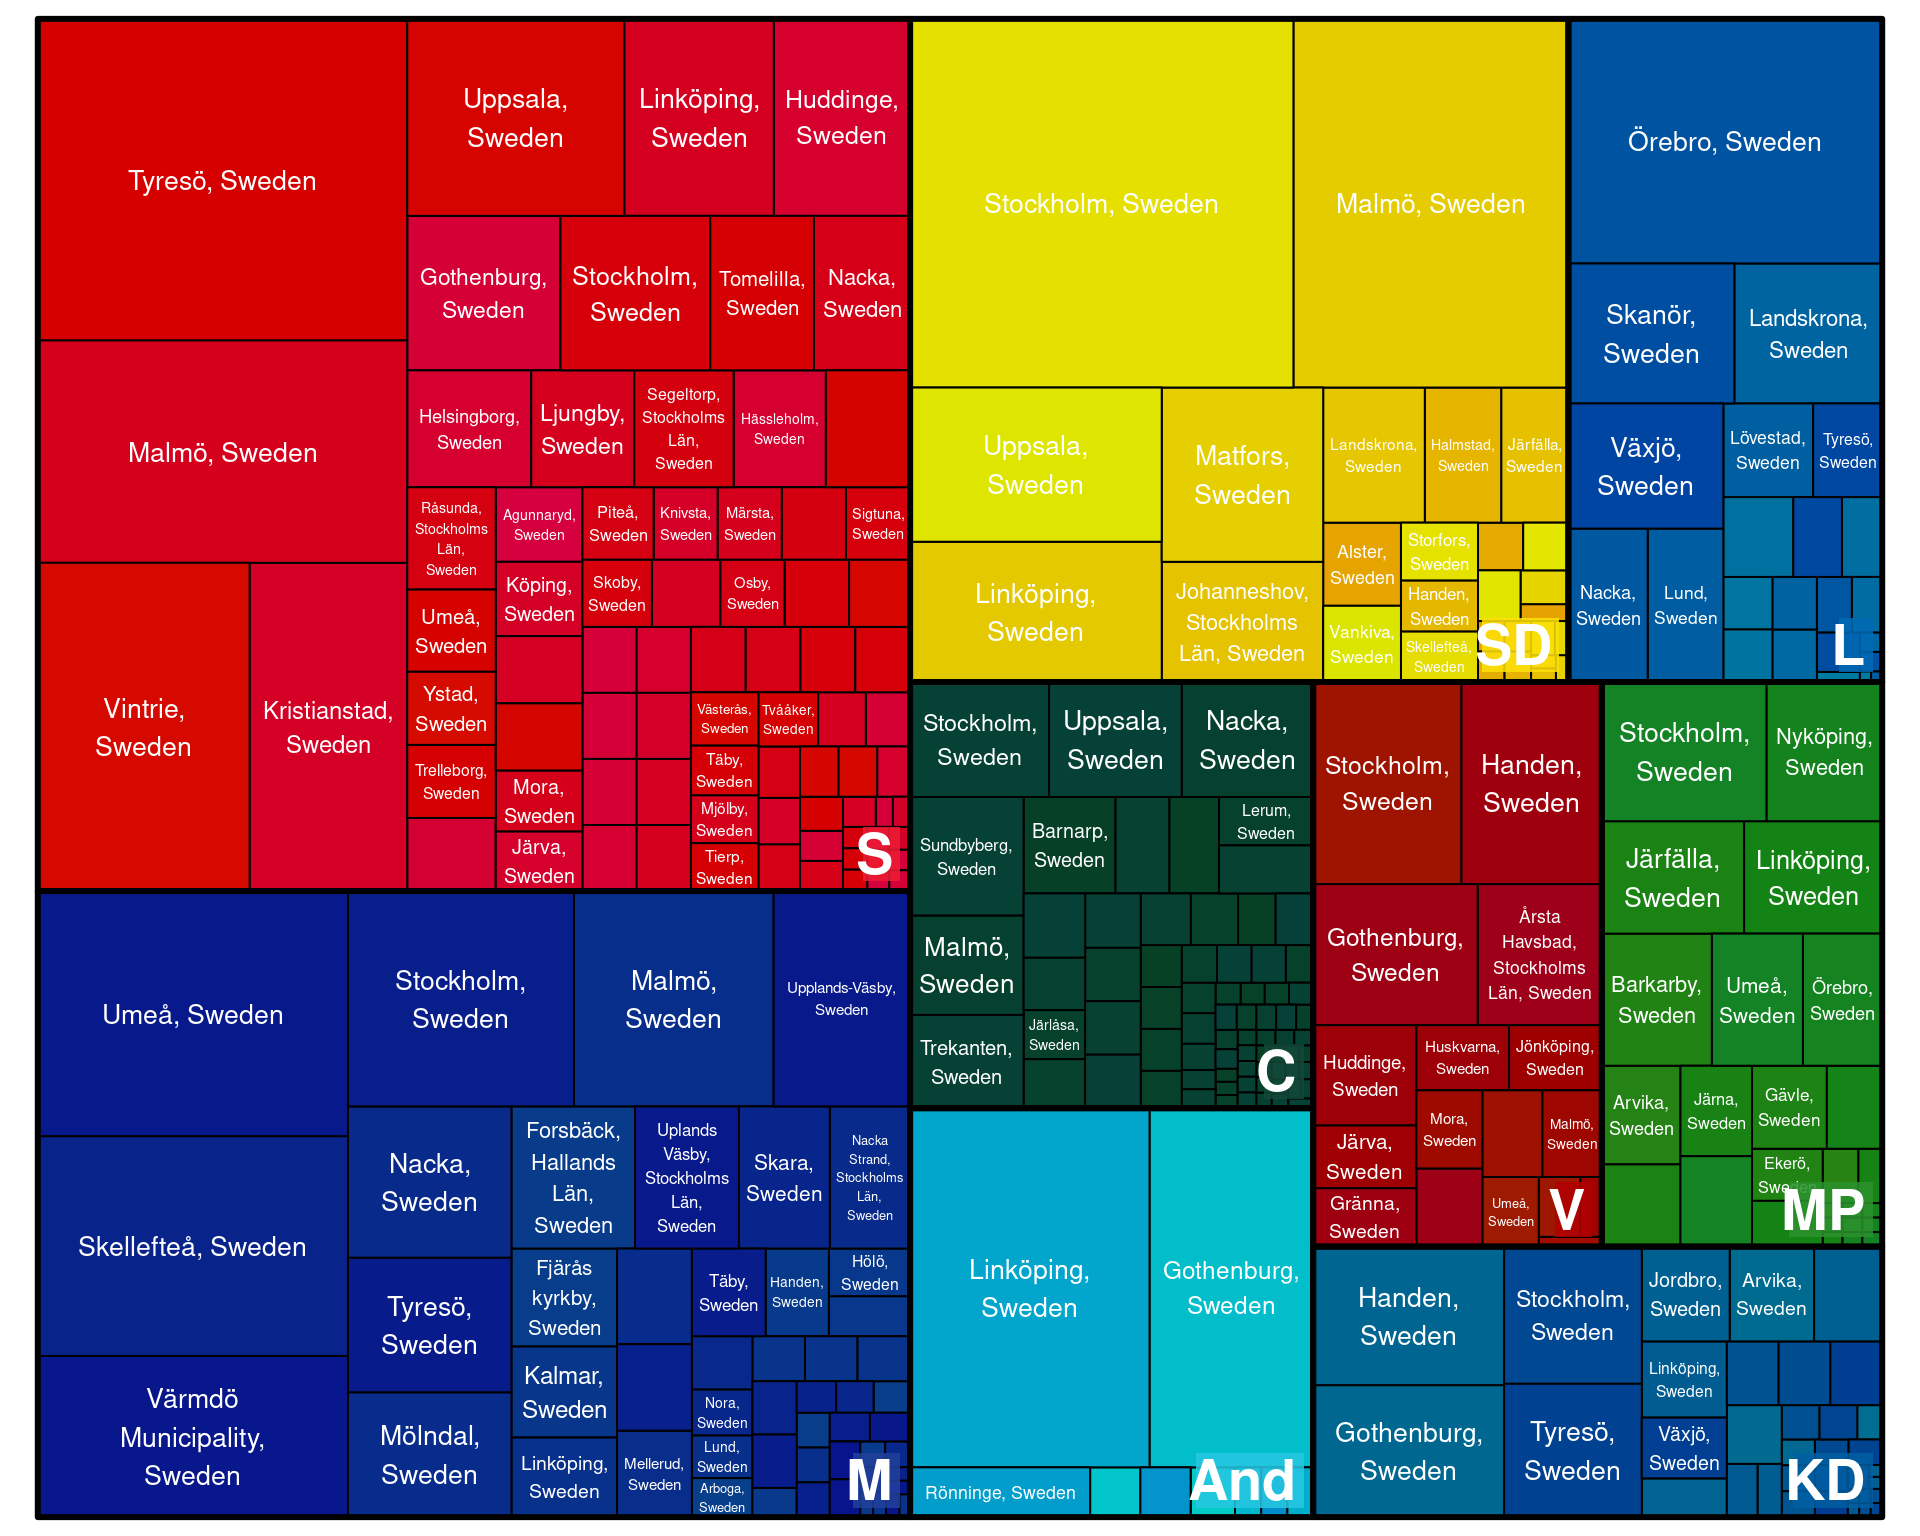 Tyresö, Sweden
Malmö, Sweden
Vintrie,
Sweden
Kristianstad,
Sweden
Uppsala,
Sweden
Linköping,
Sweden
Huddinge,
Sweden
Gothenburg,
Sweden
Stockholm,
Sweden
Tomelilla,
Sweden
Nacka,
Sweden
Helsingborg,
Sweden
Ljungby,
Sweden
Segeltorp,
Stockholms
Län,
Sweden
Hässleholm,
Sweden
Råsunda,
Stockholms
Län,
Sweden
Umeå,
Sweden
Ystad,
Sweden
Trelleborg,
Sweden
Agunnaryd,
Sweden
Köping,
Sweden
Mora,
Sweden
Järva,
Sweden
Piteå,
Sweden
Knivsta,
Sweden
Märsta,
Sweden
Sigtuna,
Sweden
Skoby,
Sweden
Osby,
Sweden
Västerås,
Sweden
Tvååker,
Sweden
Täby,
Sweden
Mjölby,
Sweden
Tierp,
Sweden
S
Umeå, Sweden
Skellefteå, Sweden
Värmdö
Municipality,
Sweden
Stockholm,
Sweden
Malmö,
Sweden
Upplands-Väsby,
Sweden
Nacka,
Sweden
Tyresö,
Sweden
Mölndal,
Sweden
Forsbäck,
Hallands
Län,
Sweden
Uplands
Väsby,
Stockholms
Län,
Sweden
Skara,
Sweden
Nacka
Strand,
Stockholms
Län,
Sweden
Fjärås
kyrkby,
Sweden
Kalmar,
Sweden
Linköping,
Sweden
Mellerud,
Sweden
Täby,
Sweden
Handen,
Sweden
Hölö,
Sweden
Nora,
Sweden
Lund,
Sweden
Arboga,
Sweden
M
Stockholm, Sweden
Malmö, Sweden
Uppsala,
Sweden
Linköping,
Sweden
Matfors,
Sweden
Johanneshov,
Stockholms
Län, Sweden
Landskrona,
Sweden
Halmstad,
Sweden
Järfälla,
Sweden
Alster,
Sweden
Vankiva,
Sweden
Storfors,
Sweden
Handen,
Sweden
Skellefteå,
Sweden
SD
Örebro, Sweden
Skanör,
Sweden
Landskrona,
Sweden
Växjö,
Sweden
Lövestad,
Sweden
Tyresö,
Sweden
Nacka,
Sweden
Lund,
Sweden
L
Stockholm,
Sweden
Uppsala,
Sweden
Nacka,
Sweden
Sundbyberg,
Sweden
Malmö,
Sweden
Trekanten,
Sweden
Barnarp,
Sweden
Lerum,
Sweden
Järlåsa,
Sweden
C
Linköping,
Sweden
Gothenburg,
Sweden
Rönninge, Sweden
And
Stockholm,
Sweden
Handen,
Sweden
Gothenburg,
Sweden
Årsta
Havsbad,
Stockholms
Län, Sweden
Huddinge,
Sweden
Järva,
Sweden
Gränna,
Sweden
Huskvarna,
Sweden
Jönköping,
Sweden
Mora,
Sweden
Malmö,
Sweden
Umeå,
Sweden
V
Stockholm,
Sweden
Nyköping,
Sweden
Järfälla,
Sweden
Linköping,
Sweden
Barkarby,
Sweden
Umeå,
Sweden
Örebro,
Sweden
Arvika,
Sweden
Järna,
Sweden
Gävle,
Sweden
Ekerö,
Sweden
MP
Handen,
Sweden
Gothenburg,
Sweden
Stockholm,
Sweden
Tyresö,
Sweden
Jordbro,
Sweden
Arvika,
Sweden
Linköping,
Sweden
Växjö,
Sweden
KD